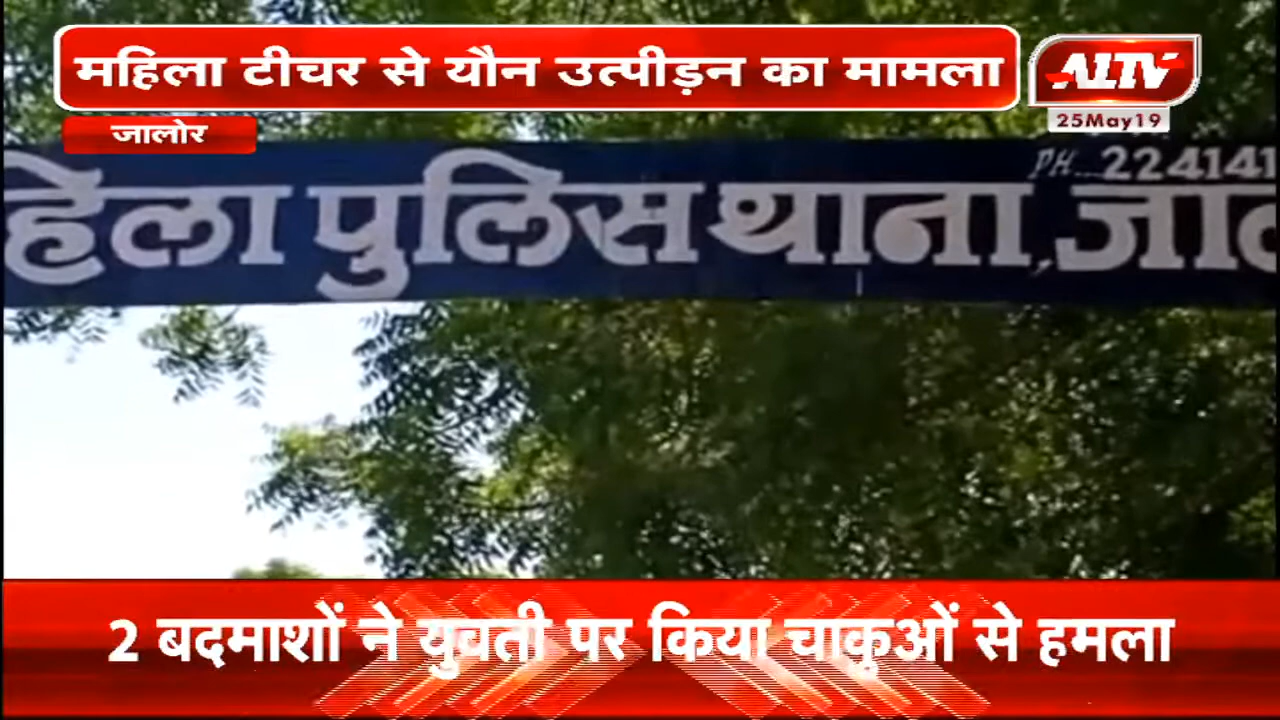 महिला टीचर से यौन उत्पीड़न का मामला
ALTV
25May19
जालोर
PH... 224141
हिला पुलिस थाना, जाल
2 बदमाशों ने युवती पर किया चाकुओं से हमला